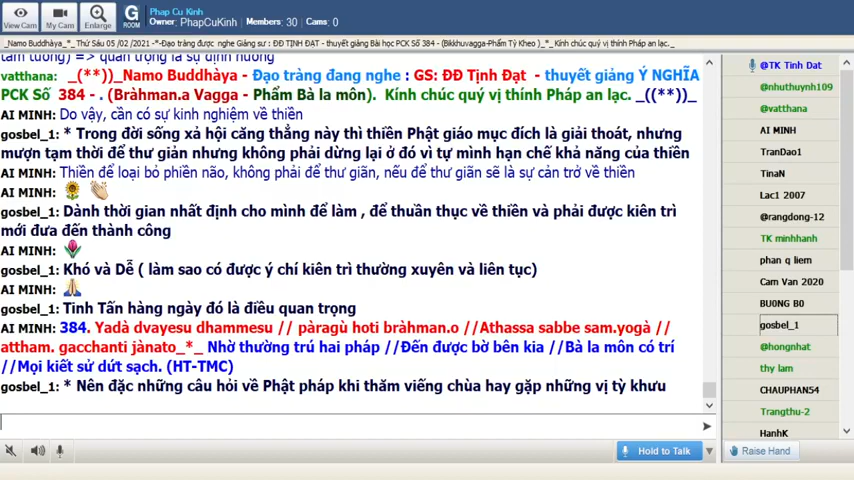 View Cam
My Cam
Enlarge
G
ROOM
Phap Cu Kinh
Owner: PhapCuKinh Members: 30 Cams: 0
_Namo Buddhàya_*_ Thứ Sáu 05 /02 /2021 -*-Đạo tràng được nghe Giảng sư : ĐĐ TỊNH ĐẠT - thuyết giảng Bài học PCK Số 384 - (Bikkhuvagga-Phẩm Tỳ Kheo )_*_ Kính chúc quý vị thính Pháp an lạc._
tâm tưởng) => quan trọng là sự định hướng
vatthana: _(**))_Namo Buddhàya - Đạo tràng đang nghe : GS: ĐĐ Tịnh Đạt - thuyết giảng Ý NGHĨA
PCK Số 384 - . (Bràhman.a Vagga - Phẩm Bà la môn). Kính chúc quý vị thính Pháp an lạc. _((**)_
AI MINH: Do vậy, cần có sự kinh nghiệm về thiền
gosbel_1: * Trong đời sống xả hội căng thẳng này thì thiền Phật giáo mục đích là giải thoát, nhưng
mượn tạm thời để thư giản nhưng không phải dừng lại ở đó vì tự mình hạn chế khả năng của thiền
AI MINH: Thiền để loại bỏ phiền não, không phải để thư giãn, nếu để thư giãn sẽ là sự cản trở về thiền
AI MINH:
gosbel_1: Dành thời gian nhất định cho mình để làm , để thuần thục về thiền và phải được kiên trì
mới đưa đến thành công
AI MINH:
gosbel_1: Khó và Dễ ( làm sao có được ý chí kiên trì thường xuyên và liên tục)
AI MINH:
gosbel_1: Tinh Tấn hàng ngày đó là điều quan trọng
AI MINH: 384. Yadà dvayesu dhammesu // pàragù hoti bràhman.o //Athassa sabbe sam.yogà //
attham. gacchanti jànato_*_ Nhờ thường trú hai pháp //Đến được bờ bên kia //Bà la môn có trí
//Mọi kiết sử dứt sạch. (HT-TMC)
gosbel_1: * Nên đặc những câu hỏi về Phật pháp khi thăm viếng chùa hay gặp những vị tỳ khưu
@TK Tinh Dat
@nhuthuynh109
@vatthana
AI MINH
TranDao1
TinaN
Lac1 2007
@rangdong-12
TK minhhanh
phan q liem
Cam Van 2020
BU0NG B0
gosbel_1
@hongnhat
thy lam
CHAUPHAN54
Trangthu-2
HanhK
Hold to Talk
Raise Hand